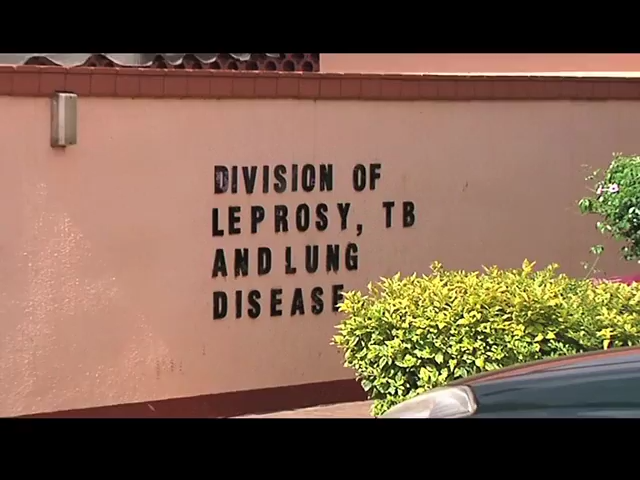 DIVISION OF
LEPROSY, TB
AND LUNG
DISEASE